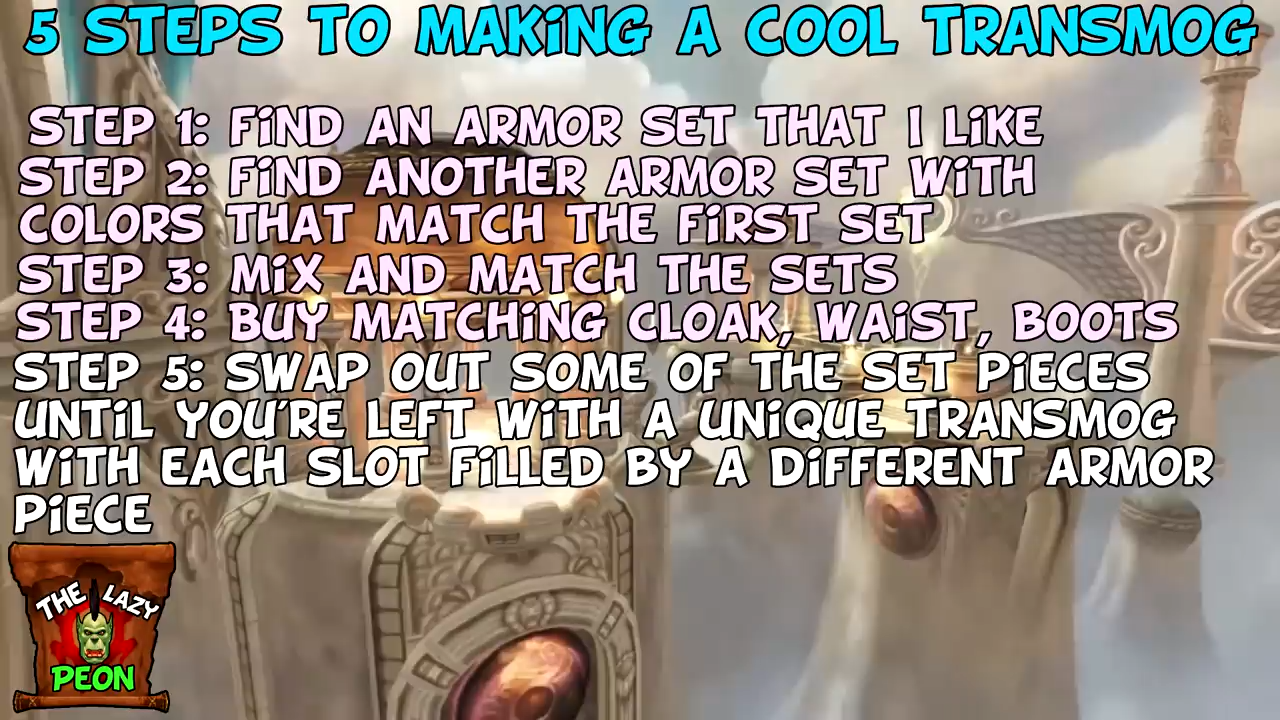 5 STEPS TO MAKING A COOL TRANSMOG
STEP 1: FIND AN ARMOR SET THAT I LIKE
STEP 2: FIND ANOTHER ARMOR SET WITH
COLORS THAT MATCH THE FIRST SET
STEP 3: MIX AND MATCH THE SETS
STEP 4: BUY MATCHING CLOAK, WAIST, BOOTS
STEP 5: SWAP OUT SOME OF THE SET PIECES
UNTIL YOU'RE LEFT WITH A UNIQUE TRANSMOG
WITH EACH SLOT FILLED BY A DIFFERENT ARMOR
PIECE
THE LAZY
PEON